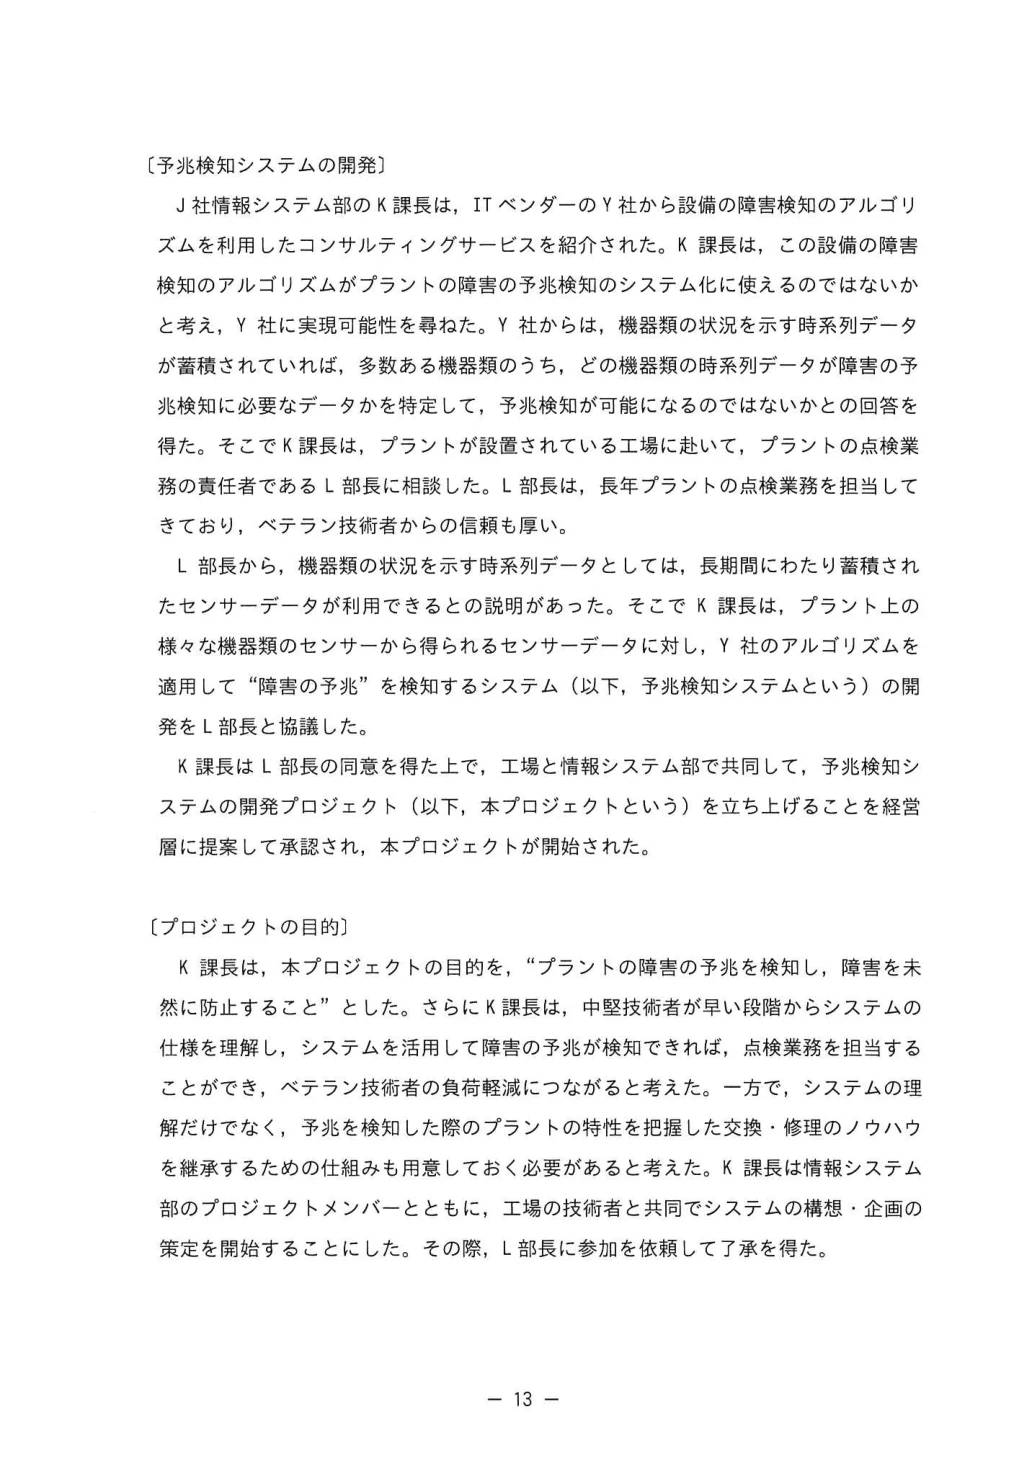 〔予兆検知システムの開発〕
J社情報システム部のK課長は，ITベンダーのY社から設備の障害検知のアルゴリ
ズムを利用したコンサルティングサービスを紹介された。K課長は，この設備の障害
検知のアルゴリズムがプラントの障害の予兆検知のシステム化に使えるのではないか
と考え，Y社に実現可能性を尋ねた。Y社からは，機器類の状況を示す時系列データ
が蓄積されていれば，多数ある機器類のうち，どの機器類の時系列データが障害の予
兆検知に必要なデータかを特定して，予兆検知が可能になるのではないかとの回答を
得た。そこでK課長は，プラントが設置されている工場に赴いて，プラントの点検業
務の責任者であるL部長に相談した。L部長は，長年プラントの点検業務を担当して
きており，ベテラン技術者からの信頼も厚い。
L部長から，機器類の状況を示す時系列データとしては，長期間にわたり蓄積され
たセンサーデータが利用できるとの説明があった。そこでK課長は，プラント上の
様々な機器類のセンサーから得られるセンサーデータに対し，Y社のアルゴリズムを
適用して“障害の予兆”を検知するシステム（以下，予兆検知システムという）の開
発をL部長と協議した。
K課長はL部長の同意を得た上で，工場と情報システム部で共同して，予兆検知シ
ステムの開発プロジェクト（以下，本プロジェクトという）を立ち上げることを経営
層に提案して承認され，本プロジェクトが開始された。
〔プロジェクトの目的〕
K課長は，本プロジェクトの目的を，“プラントの障害の予兆を検知し，障害を未
然に防止すること”とした。さらにK課長は，中堅技術者が早い段階からシステムの
仕様を理解し，システムを活用して障害の予兆が検知できれば，点検業務を担当する
ことができ，ベテラン技術者の負荷軽減につながると考えた。一方で，システムの理
解だけでなく，予兆を検知した際のプラントの特性を把握した交換・修理のノウハウ
を継承するための仕組みも用意しておく必要があると考えた。K課長は情報システム
部のプロジェクトメンバーとともに，工場の技術者と共同でシステムの構想・企画の
策定を開始することにした。その際，L部長に参加を依頼して了承を得た。
－ 13 －